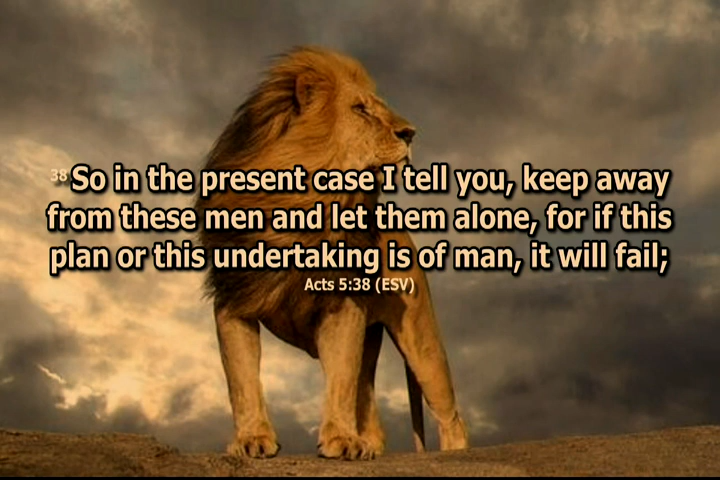 38 So in the present case I tell you, keep away
from these men and let them alone, for if this
plan or this undertaking is of man, it will fail;
Acts 5:38 (ESV)